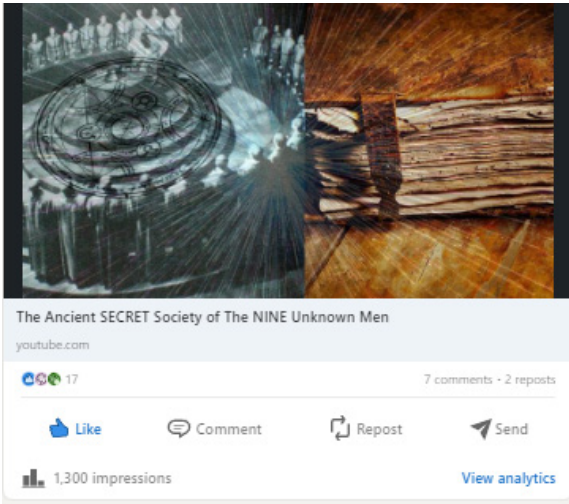 The Ancient SECRET Society of The NINE Unknown Men
youtube.com
17 7 comments • 2 reposts
Like Comment Repost Send
1,300 impressions View analytics